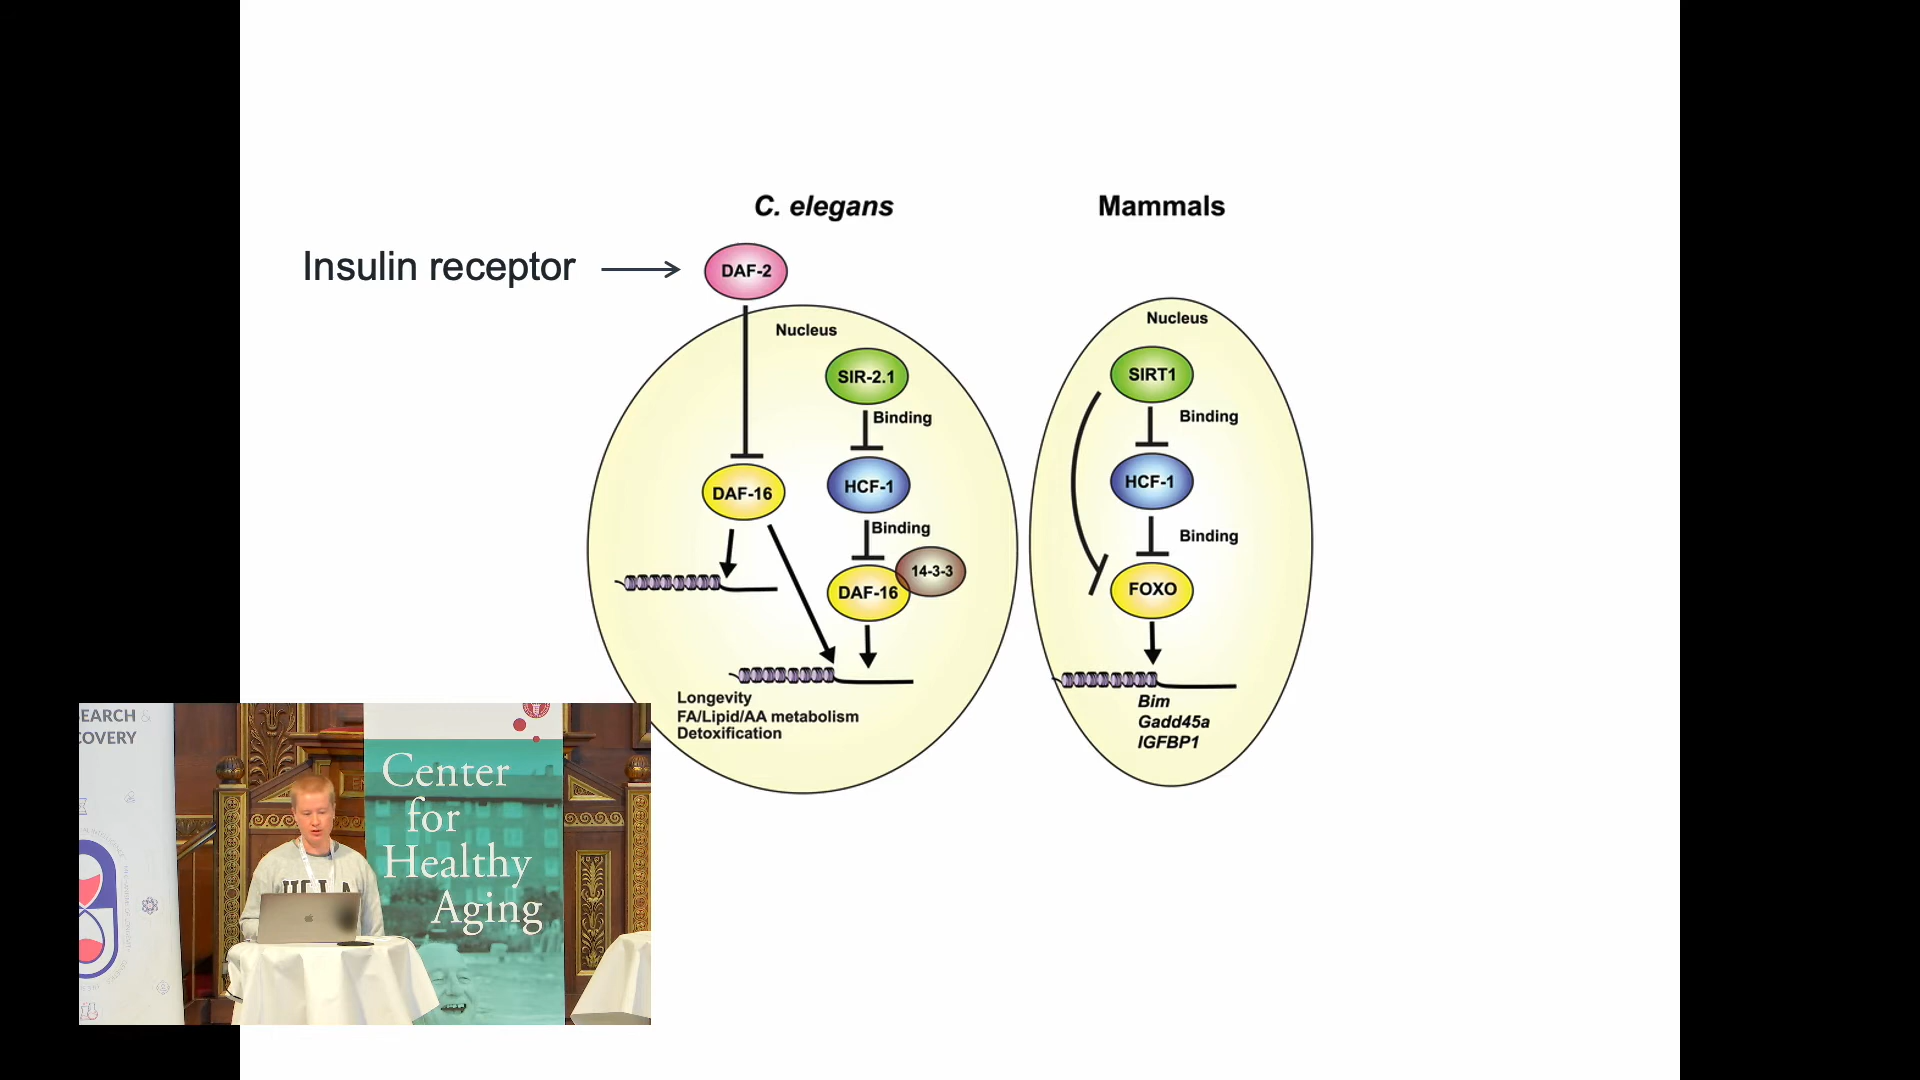 C. elegans
Mammals
Insulin receptor
DAF-2
Nucleus
SIR-2.1
Binding
DAF-16
HCF-1
Binding
14-3-3
DAF-16
Longevity
FA/Lipid/AA metabolism
Detoxification
Nucleus
SIRT1
Binding
HCF-1
Binding
FOXO
Bim
Gadd45a
IGFBP1
EARCH &
COVERY
Center
for
Healthy
Aging
UCLA